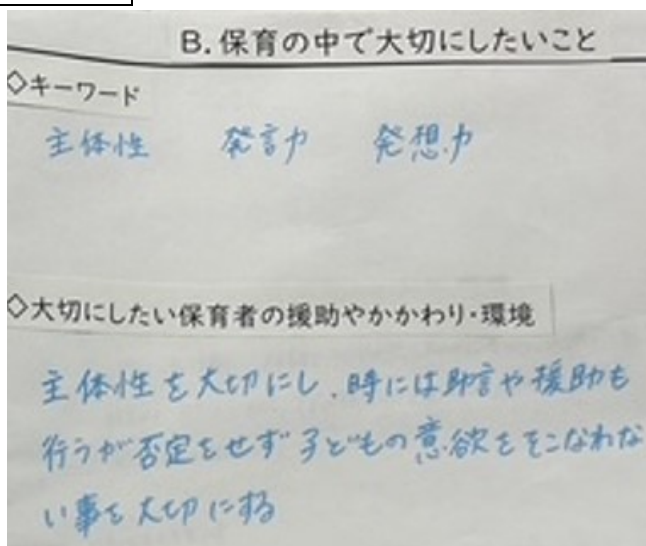 B. 保育の中で大切にしたいこと
◇キーワード
主体性 発言力 発想力
◇大切にしたい保育者の援助やかかわり・環境
主体性を大切にし、時には助言や援助も
行うが否定をせず子どもの意欲をそこなわれな
い事を大切にする